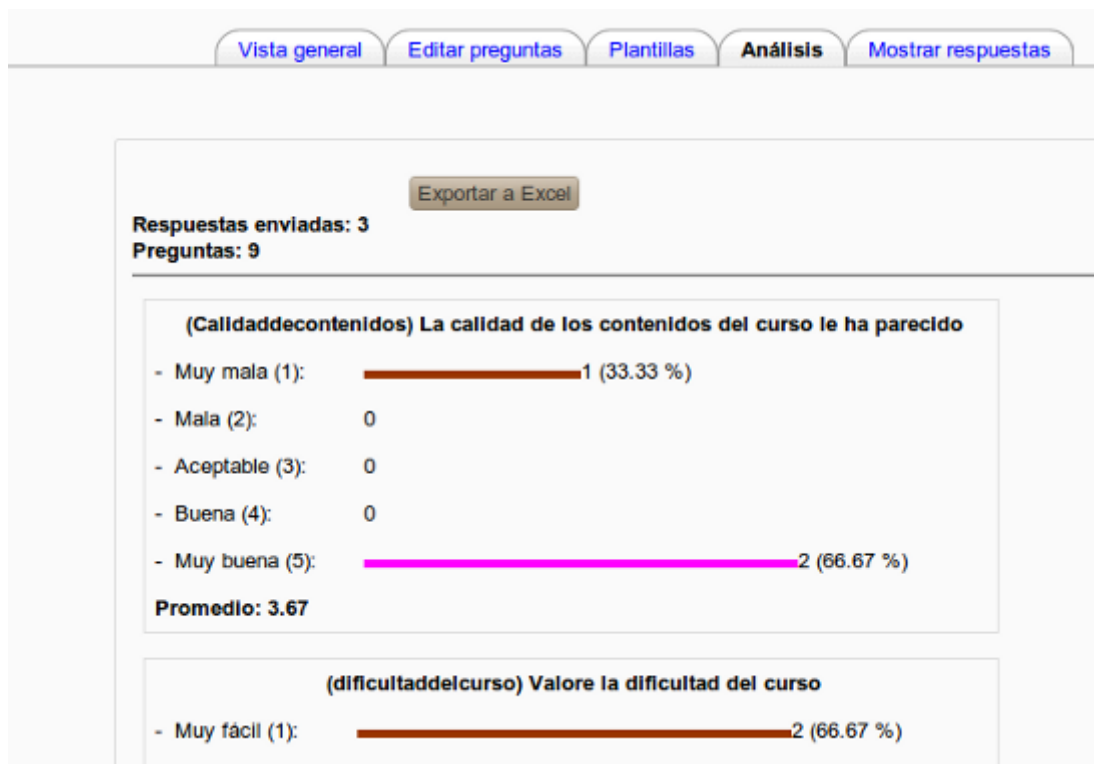 Vista general Editar preguntas Plantillas Análisis Mostrar respuestas
Exportar a Excel
Respuestas enviadas: 3
Preguntas: 9
(Calidaddecontenidos) La calidad de los contenidos del curso le ha parecido
- Muy mala (1): 1 (33.33 %)
- Mala (2): 0
- Aceptable (3): 0
- Buena (4): 0
- Muy buena (5): 2 (66.67 %)
Promedio: 3.67
(dificultaddelcurso) Valore la dificultad del curso
- Muy fácil (1): 2 (66.67 %)